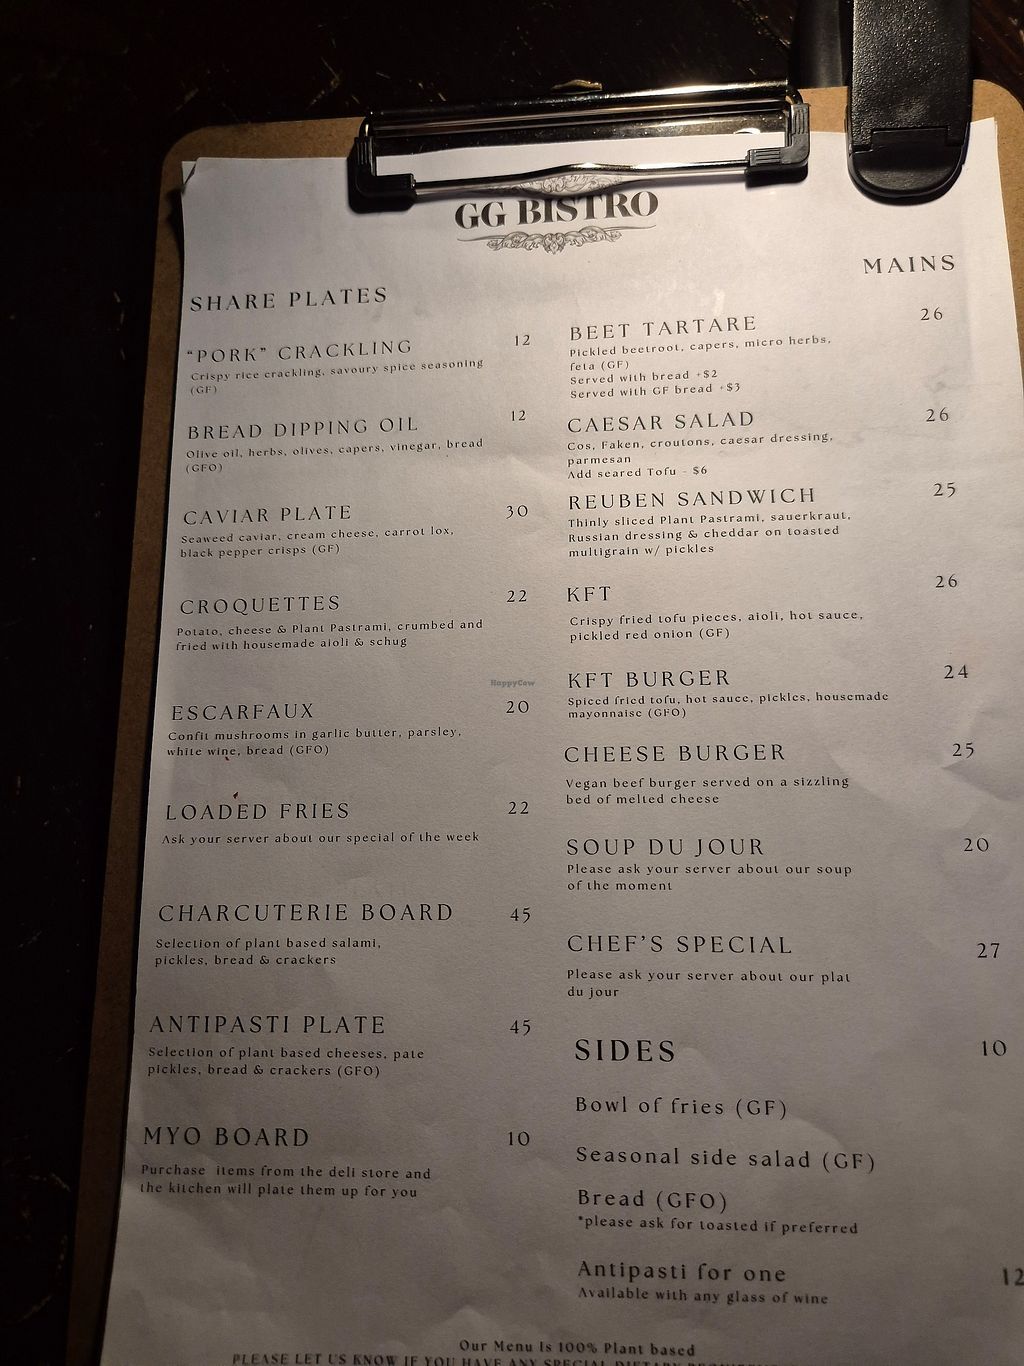 GG BISTRO
SHARE PLATES
"PORK" CRACKLING 12
Crispy rice crackling, savoury spice seasoning
(GF)
BREAD DIPPING OIL 12
Olive oil, herbs, olives, capers, vinegar, bread
(GFO)
CAVIAR PLATE 30
Seaweed caviar, cream cheese, carrot lox,
black pepper crisps (GF)
CROQUETTES 22
Potato, cheese & Plant Pastrami, crumbed and
fried with housemade aioli & schug
ESCARFAUX 20
Confit mushrooms in garlic butter, parsley,
white wine, bread (GFO)
LOADED FRIES 22
Ask your server about our special of the week
CHARCUTERIE BOARD 45
Selection of plant based salami,
pickles, bread & crackers
ANTIPASTI PLATE 45
Selection of plant based cheeses, pate
pickles, bread & crackers (GFO)
MYO BOARD 10
Purchase items from the deli store and
the kitchen will plate them up for you
MAINS
BEET TARTARE 26
Pickled beetroot, capers, micro herbs,
feta (GF)
Served with bread +$2
Served with GF bread +$3
CAESAR SALAD 26
Cos, Faken, croutons, caesar dressing,
parmesan
Add seared Tofu - $6
REUBEN SANDWICH 25
Thinly sliced Plant Pastrami, sauerkraut,
Russian dressing & cheddar on toasted
multigrain w/ pickles
KFT 26
Crispy fried tofu pieces, aioli, hot sauce,
pickled red onion (GF)
KFT BURGER 24
Spiced fried tofu, hot sauce, pickles, housemade
mayonnaise (GFO)
CHEESE BURGER 25
Vegan beef burger served on a sizzling
bed of melted cheese
SOUP DU JOUR 20
Please ask your server about our soup
of the moment
CHEF'S SPECIAL 27
Please ask your server about our plat
du jour
SIDES 10
Bowl of fries (GF)
Seasonal side salad (GF)
Bread (GFO)
*please ask for toasted if preferred
Antipasti for one 12
Available with any glass of wine
Our Menu Is 100% Plant based
PLEASE LET US KNOW IF YOU HAVE ANY SPECIAL DIETARY
HappyCow